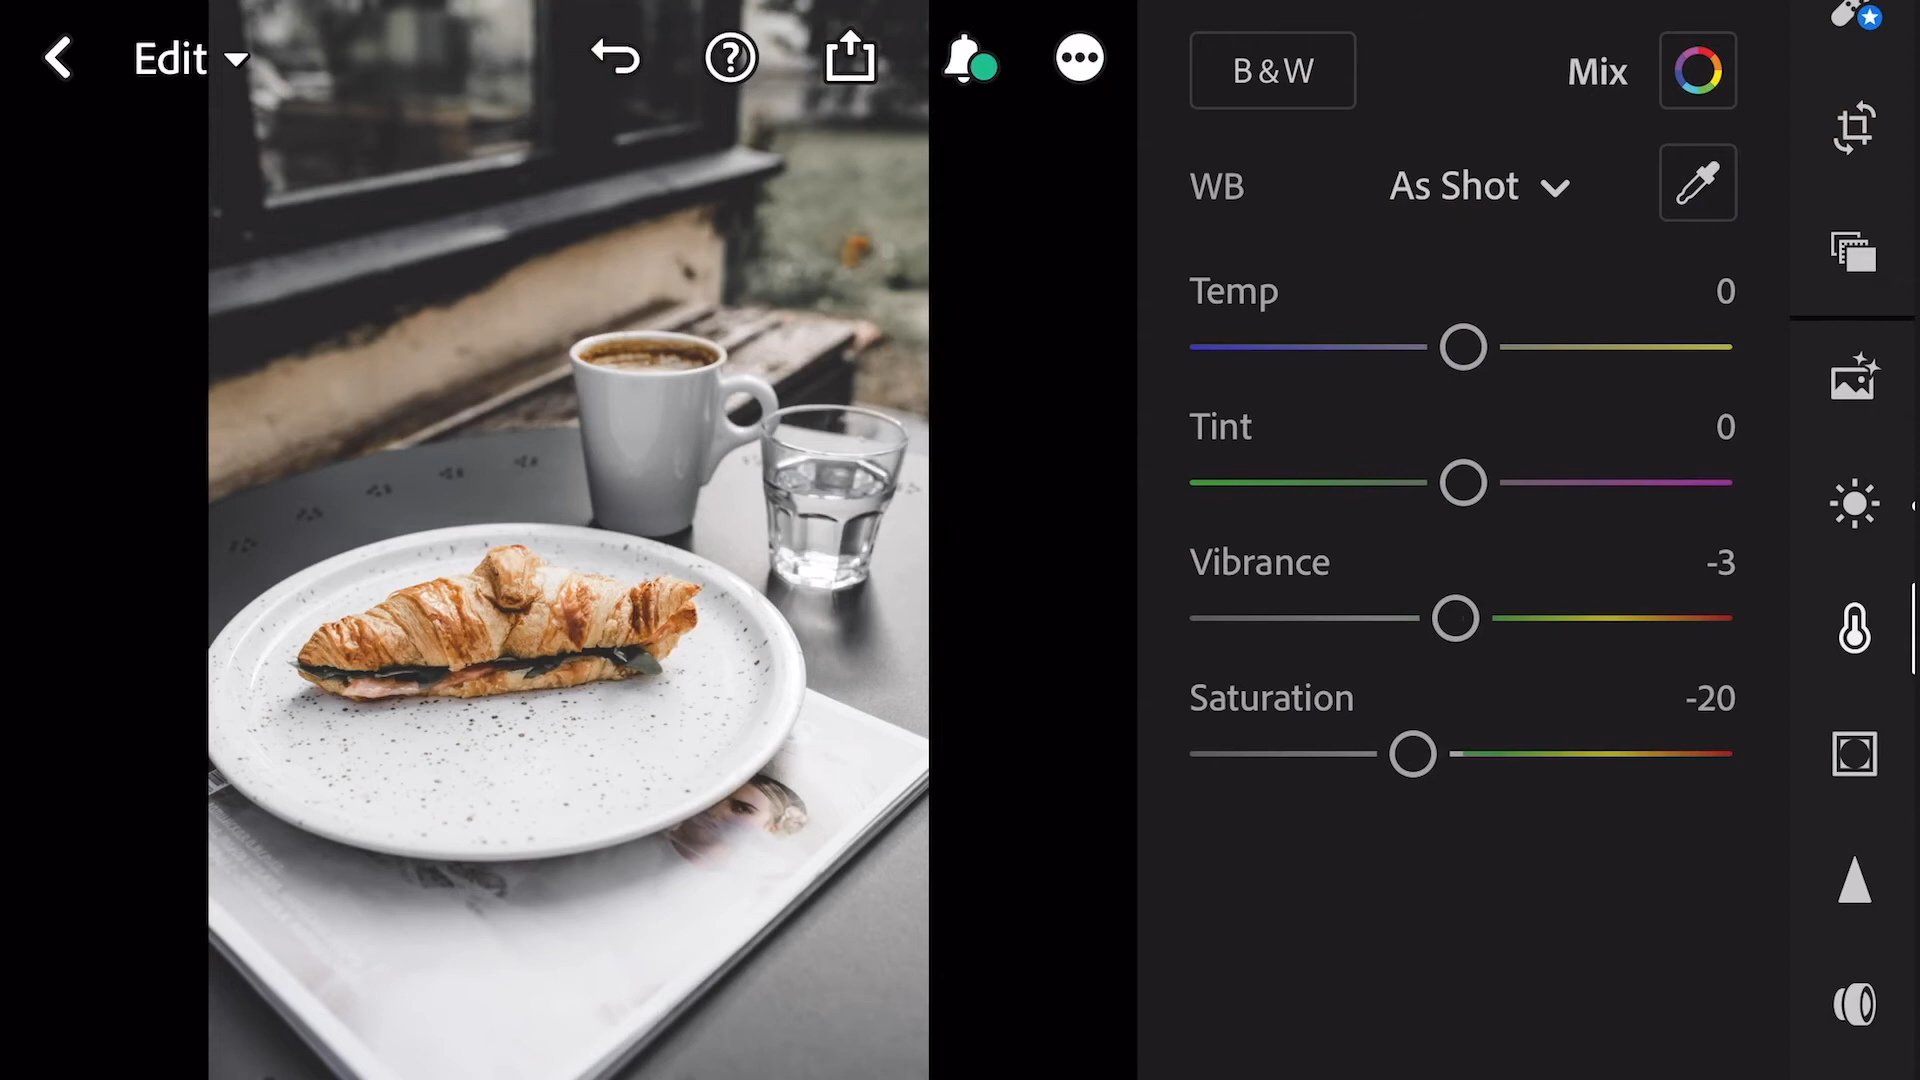 Edit
B&W
Mix
WB
As Shot
Temp
0
Tint
0
Vibrance
-3
Saturation
-20